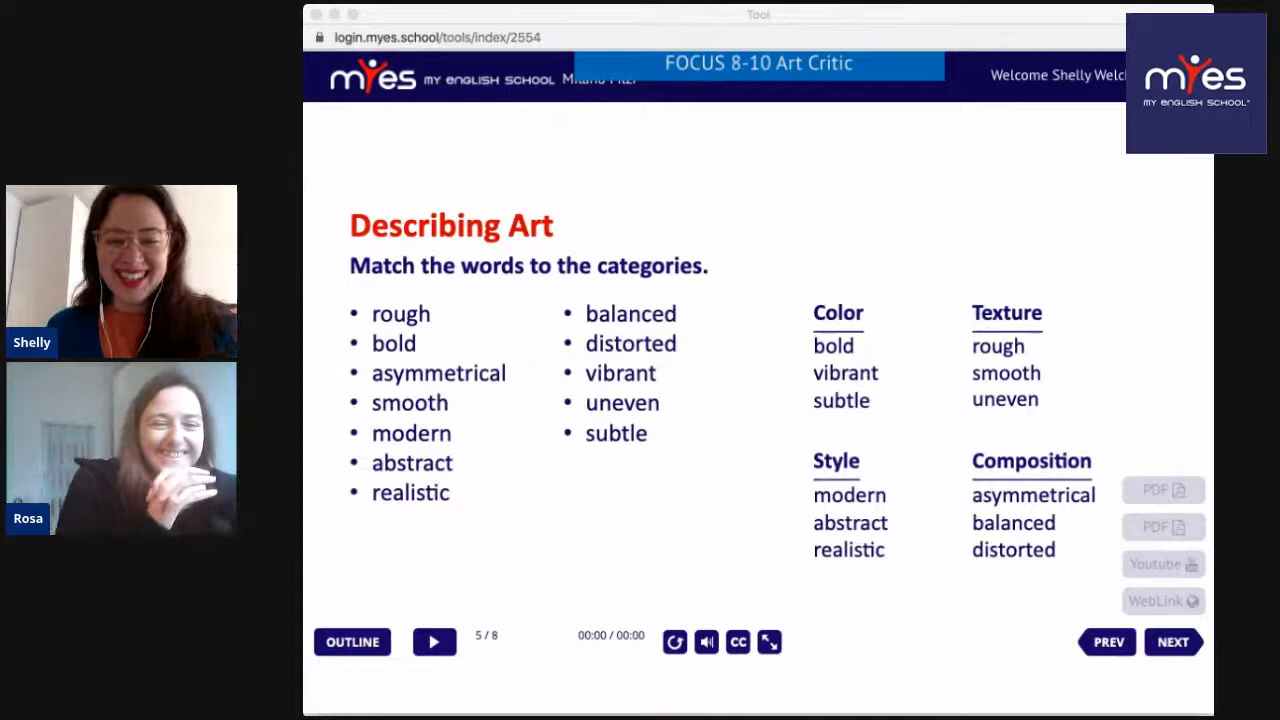 Tool
login.myes.school/tools/index/2554
FOCUS 8-10 Art Critic
myes MY ENGLISH SCHOOL
Welcome Shelly Welc
myes
MY ENGLISH SCHOOL
Describing Art
Match the words to the categories.
• rough
• bold
• asymmetrical
• smooth
• modern
• abstract
• realistic
• balanced
• distorted
• vibrant
• uneven
• subtle
Color
bold
vibrant
subtle
Texture
rough
smooth
uneven
Style
modern
abstract
realistic
Composition
asymmetrical
balanced
distorted
Shelly
Rosa
PDF
PDF
Youtube
WebLink
OUTLINE
5 / 8
00:00 / 00:00
CC
PREV
NEXT